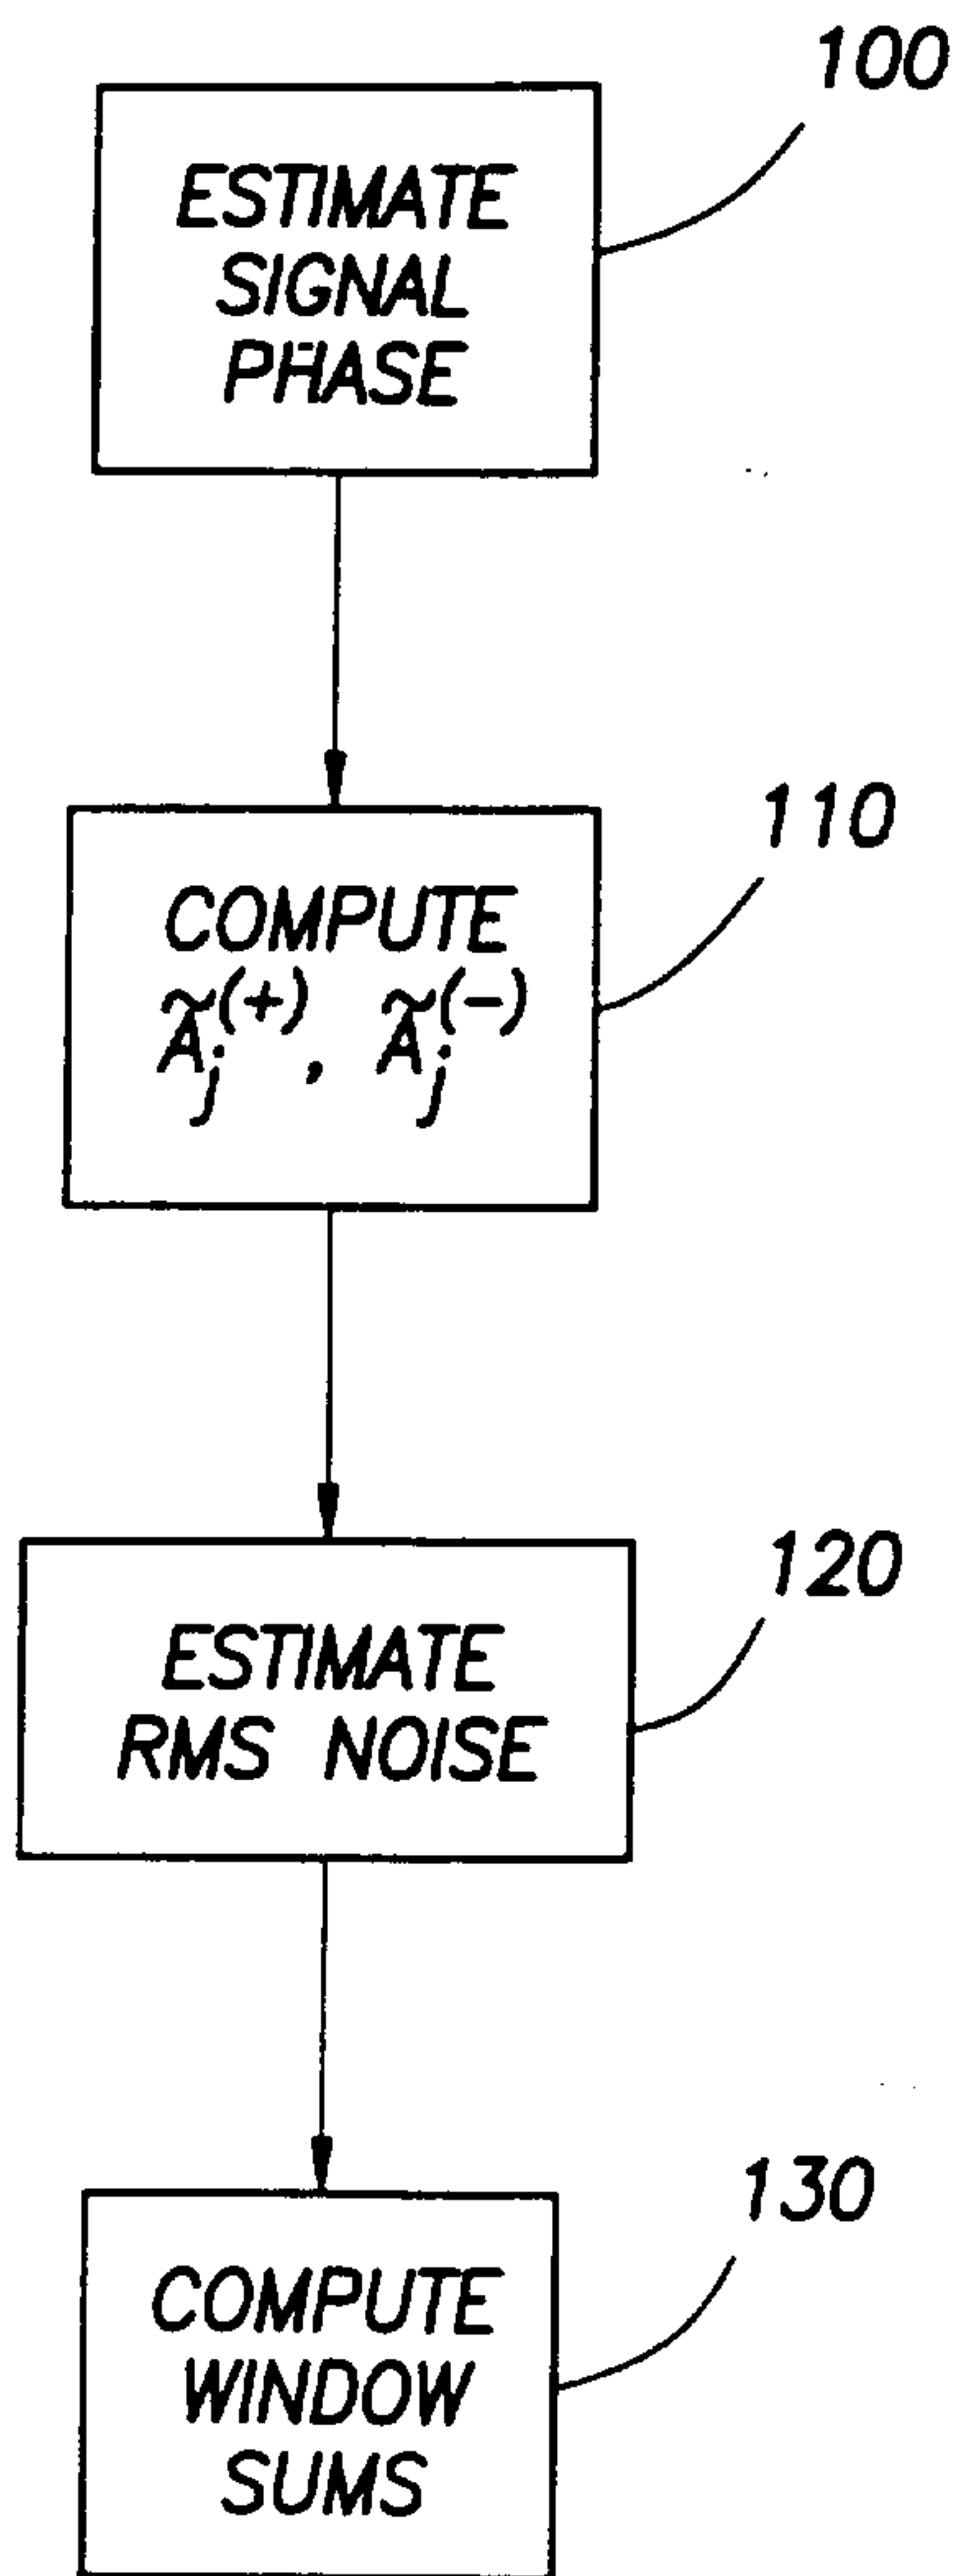 100
ESTIMATE
SIGNAL
PHASE
110
COMPUTE
Ã_j^(+), Ã_j^(-)
120
ESTIMATE
RMS NOISE
130
COMPUTE
WINDOW
SUMS